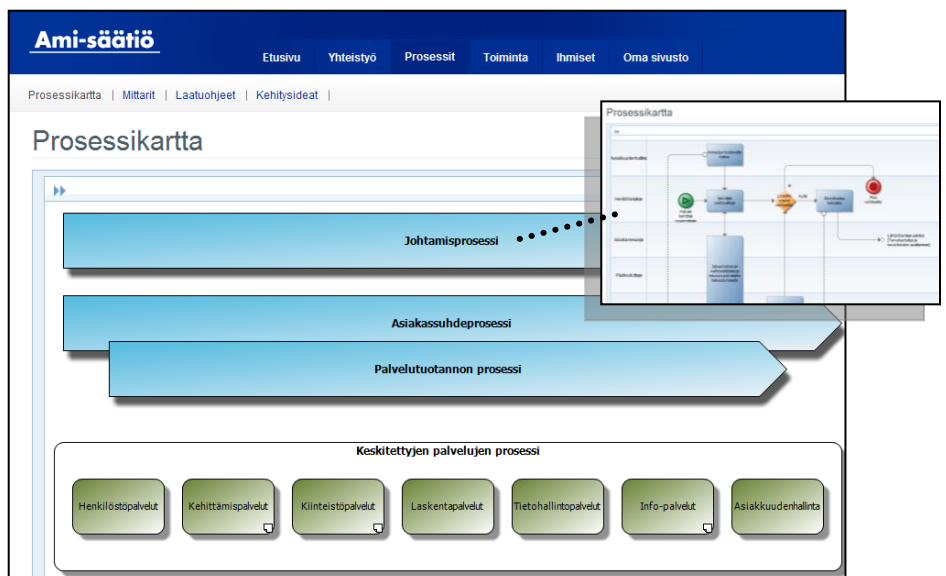 Ami-säätiö
Etusivu Yhteistyö Prosessit Toiminta Ihmiset Oma sivusto
Prosessikartta | Mittarit | Laatuohjeet | Kehitysideat |
Prosessikartta
Prosessikartta
Johtamisprosessi
Asiakassuhdeprosessi
Palvelutuotannon prosessi
Keskitettyjen palvelujen prosessi
Henkilöstöpalvelut Kehittämispalvelut Kiinteistöpalvelut Laskentapalvelut Tietohallintopalvelut Info-palvelut Asiakkuudenhallinta